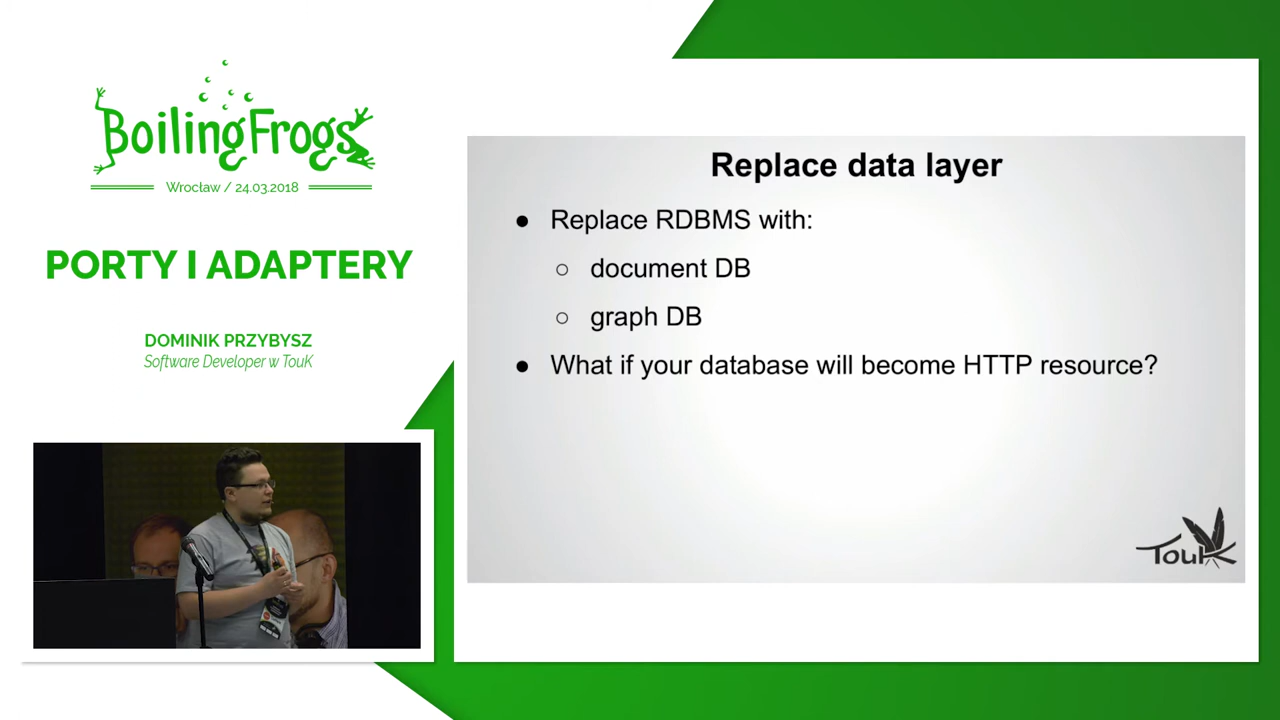 BoilingFrogs
Wrocław / 24.03.2018
PORTY I ADAPTERY
DOMINIK PRZYBYSZ
Software Developer w TouK
Replace data layer
● Replace RDBMS with:
○ document DB
○ graph DB
● What if your database will become HTTP resource?
TouK